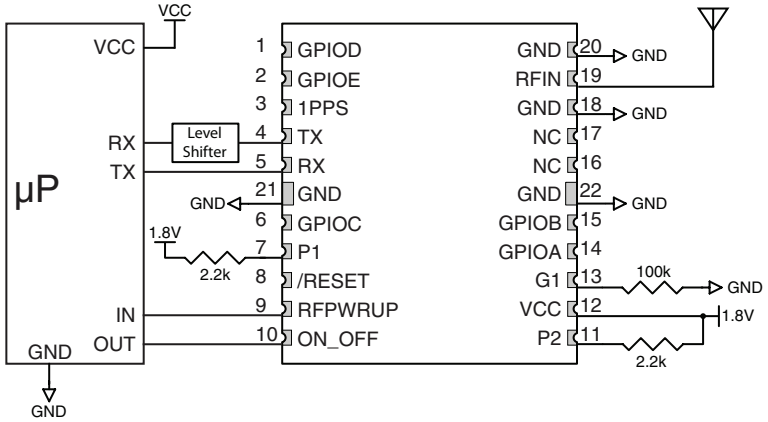 VCC
VCC
RX
TX
µP
IN
OUT
GND
GND
Level
Shifter
GND
1.8V
2.2k
1 GPIOD
2 GPIOE
3 1PPS
4 TX
5 RX
21 GND
6 GPIOC
7 P1
8 /RESET
9 RFPWRUP
10 ON_OFF
GND 20 GND
RFIN 19
GND 18 GND
NC 17
NC 16
GND 22 GND
GPIOB 15
GPIOA 14
G1 13 100k GND
VCC 12 1.8V
P2 11
2.2k